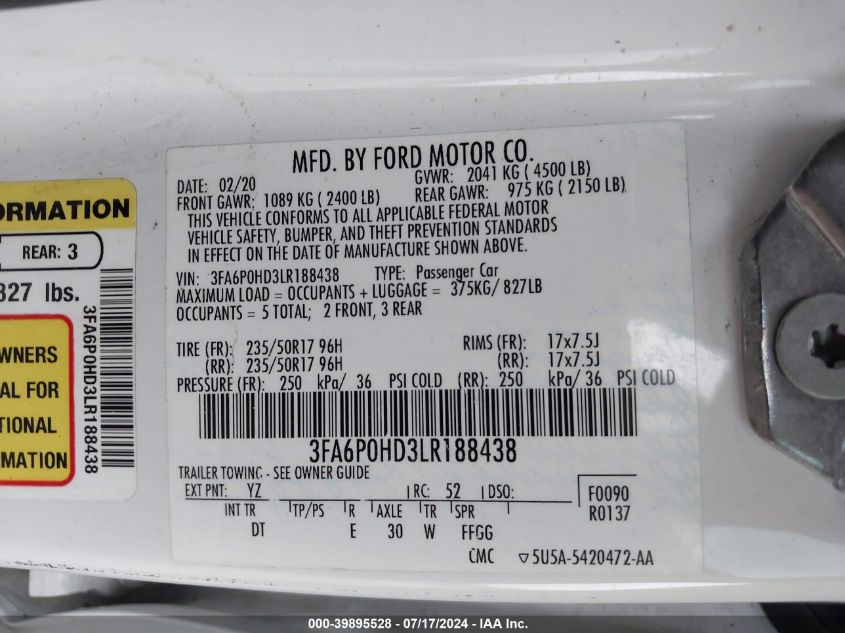 MFD. BY FORD MOTOR CO.
DATE: 02/20 GVWR: 2041 KG ( 4500 LB)
FRONT GAWR: 1089 KG ( 2400 LB) REAR GAWR: 975 KG ( 2150 LB)
THIS VEHICLE CONFORMS TO ALL APPLICABLE FEDERAL MOTOR
VEHICLE SAFETY, BUMPER, AND THEFT PREVENTION STANDARDS
IN EFFECT ON THE DATE OF MANUFACTURE SHOWN ABOVE.
VIN: 3FA6P0HD3LR188438 TYPE: Passenger Car
MAXIMUM LOAD = OCCUPANTS + LUGGAGE = 375KG/ 827LB
OCCUPANTS = 5 TOTAL; 2 FRONT, 3 REAR
TIRE (FR): 235/50R17 96H RIMS (FR): 17x7.5J
(RR): 235/50R17 96H (RR): 17x7.5J
PRESSURE (FR): 250 kPa/ 36 PSI COLD (RR): 250 kPa/ 36 PSI COLD
3FA6P0HD3LR188438
TRAILER TOWING - SEE OWNER GUIDE
EXT PNT: YZ RC: 52 DSO: F0090
INT TR TP/PS R AXLE TR SPR R0137
DT E 30 W FFGG
CMC ▽5U5A-5420472-AA
ORMATION
REAR: 3
827 lbs.
3FA6P0HD3LR188438
WNERS
AL FOR
TIONAL
RMATION
000-39895528 - 07/17/2024 - IAA Inc.